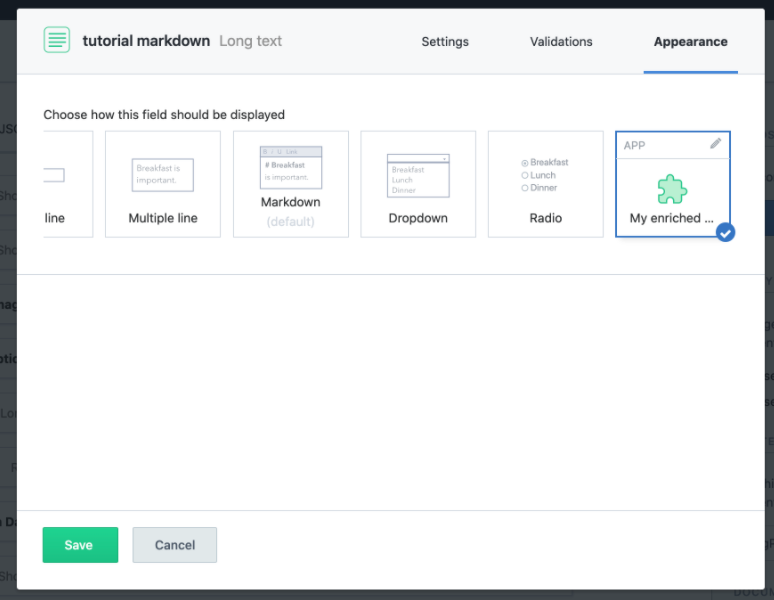 tutorial markdown Long text
Settings
Validations
Appearance
Choose how this field should be displayed
line
Breakfast is
important.
Multiple line
B I U Link
# Breakfast
is important.
Markdown
(default)
Breakfast
Lunch
Dinner
Dropdown
Breakfast
Lunch
Dinner
Radio
APP
My enriched ...
Save
Cancel